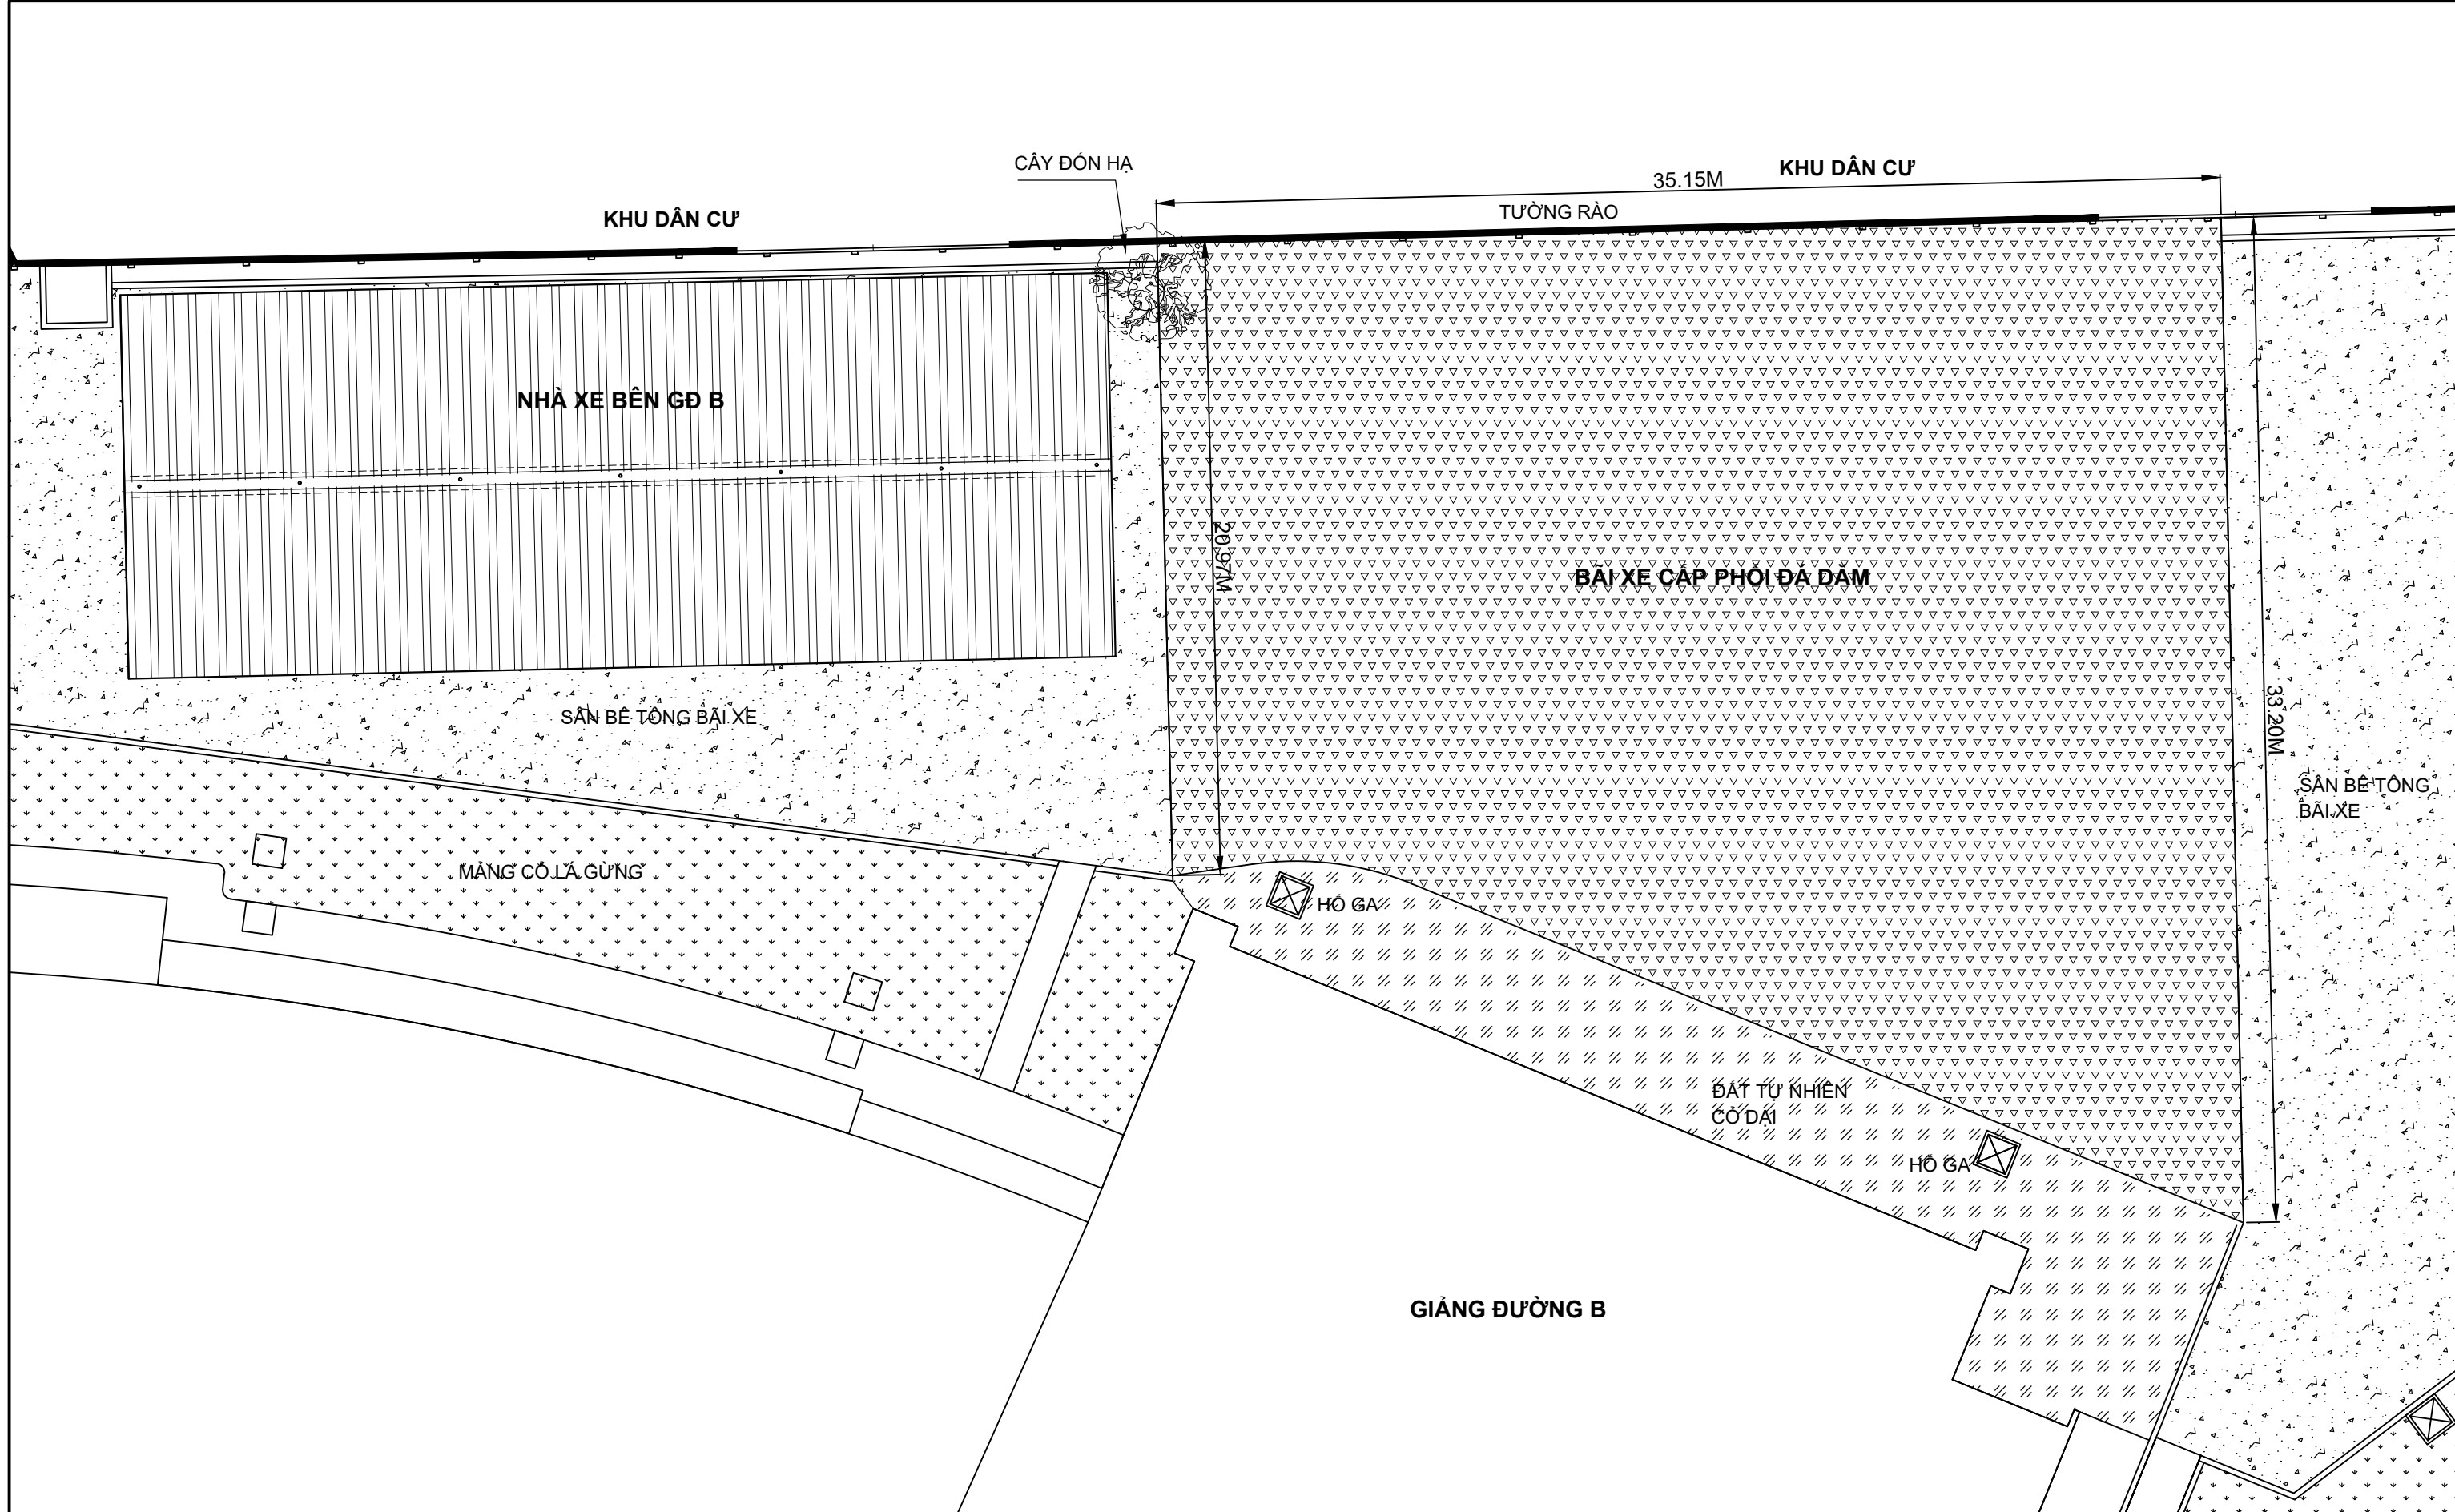 CÂY ĐỐN HẠ
KHU DÂN CƯ
35.15M
KHU DÂN CƯ
TƯỜNG RÀO
NHÀ XE BÊN GĐ B
20.97M
BÃI XE CẤP PHỐI ĐÁ DĂM
33.20M
SÂN BÊ TÔNG BÃI XE
SÂN BÊ TÔNG
BÃI XE
MẢNG CỎ LÁ GỪNG
HỐ GA
ĐẤT TỰ NHIÊN
CỎ DẠI
HỐ GA
GIẢNG ĐƯỜNG B